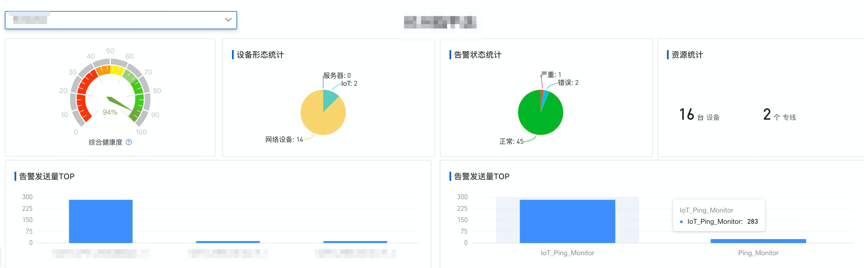 综合健康度
0
10
20
30
40
50
60
70
80
90
100
94%
设备形态统计
服务器: 0
IoT: 2
网络设备: 14
告警状态统计
严重: 1
错误: 2
正常: 45
资源统计
16 台 设备
2 个 专线
告警发送量TOP
300
225
150
75
0
告警发送量TOP
300
225
150
75
0
IoT_Ping_Monitor
IoT_Ping_Monitor: 283
IoT_Ping_Monitor
Ping_Monitor